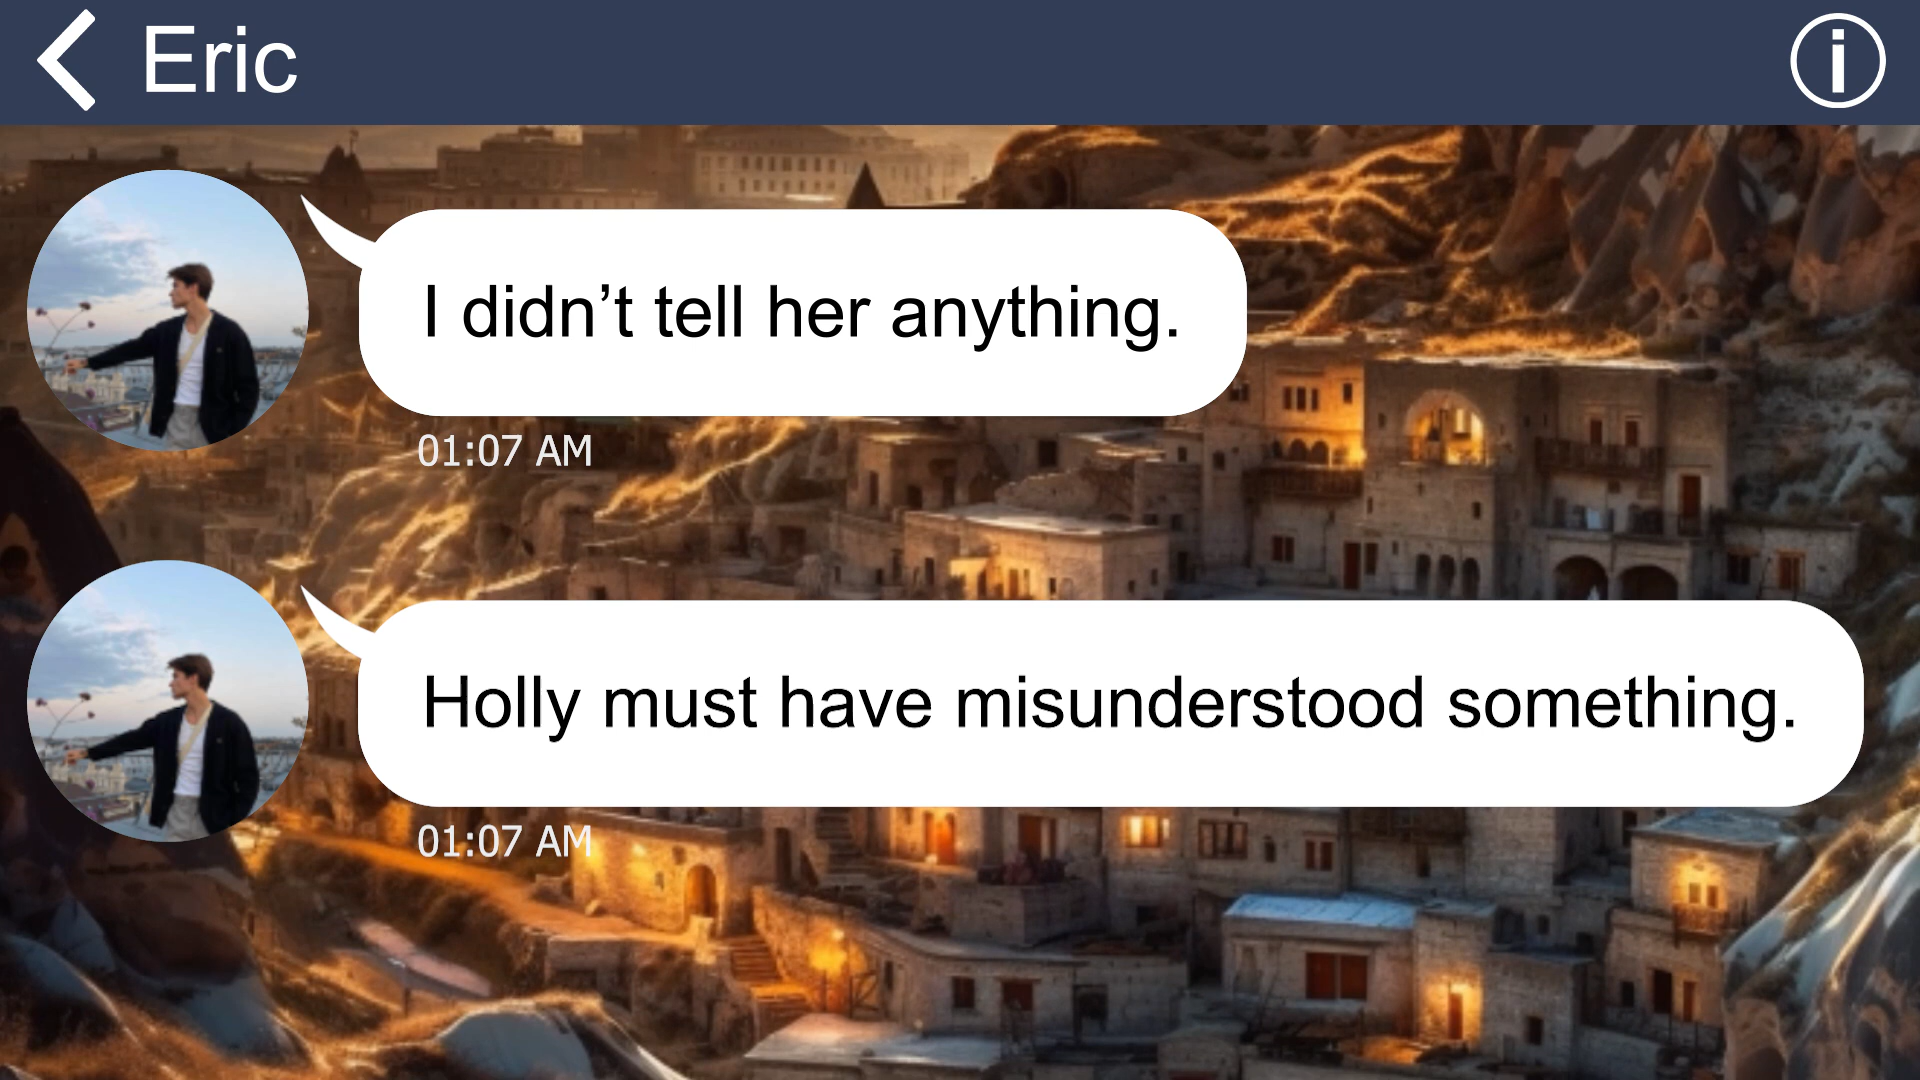 Eric
I didn’t tell her anything.
01:07 AM
Holly must have misunderstood something.
01:07 AM